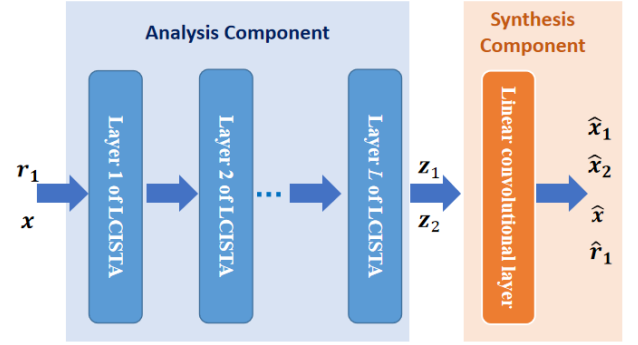 Analysis Component
Synthesis
Component
r₁
x
Layer 1 of LCISTA
Layer 2 of LCISTA
...
Layer L of LCISTA
z₁
z₂
Linear convolutional layer
x̂₁
x̂₂
x̂
r̂₁